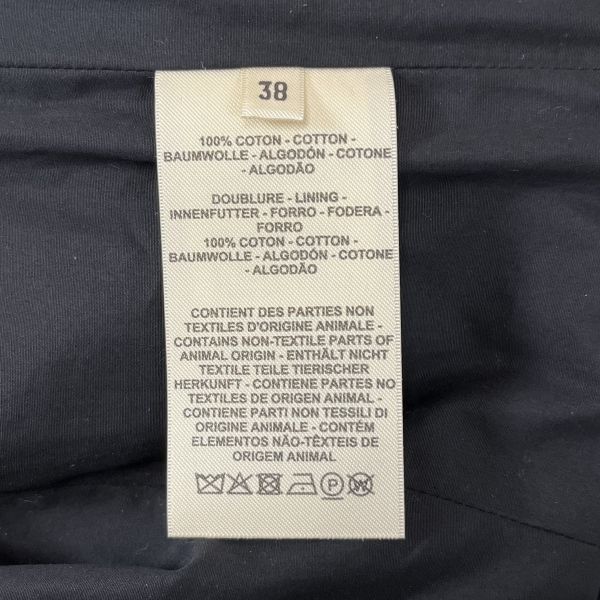 38
100% COTON - COTTON -
BAUMWOLLE - ALGODÓN - COTONE
- ALGODÃO
DOUBLURE - LINING -
INNENFUTTER - FORRO - FODERA -
FORRO
100% COTON - COTTON -
BAUMWOLLE - ALGODÓN - COTONE
- ALGODÃO
CONTIENT DES PARTIES NON
TEXTILES D'ORIGINE ANIMALE -
CONTAINS NON-TEXTILE PARTS OF
ANIMAL ORIGIN - ENTHÄLT NICHT
TEXTILE TEILE TIERISCHER
HERKUNFT - CONTIENE PARTES NO
TEXTILES DE ORIGEN ANIMAL -
CONTIENE PARTI NON TESSILI DI
ORIGINE ANIMALE - CONTÉM
ELEMENTOS NÃO-TÊXTEIS DE
ORIGEM ANIMAL
P W